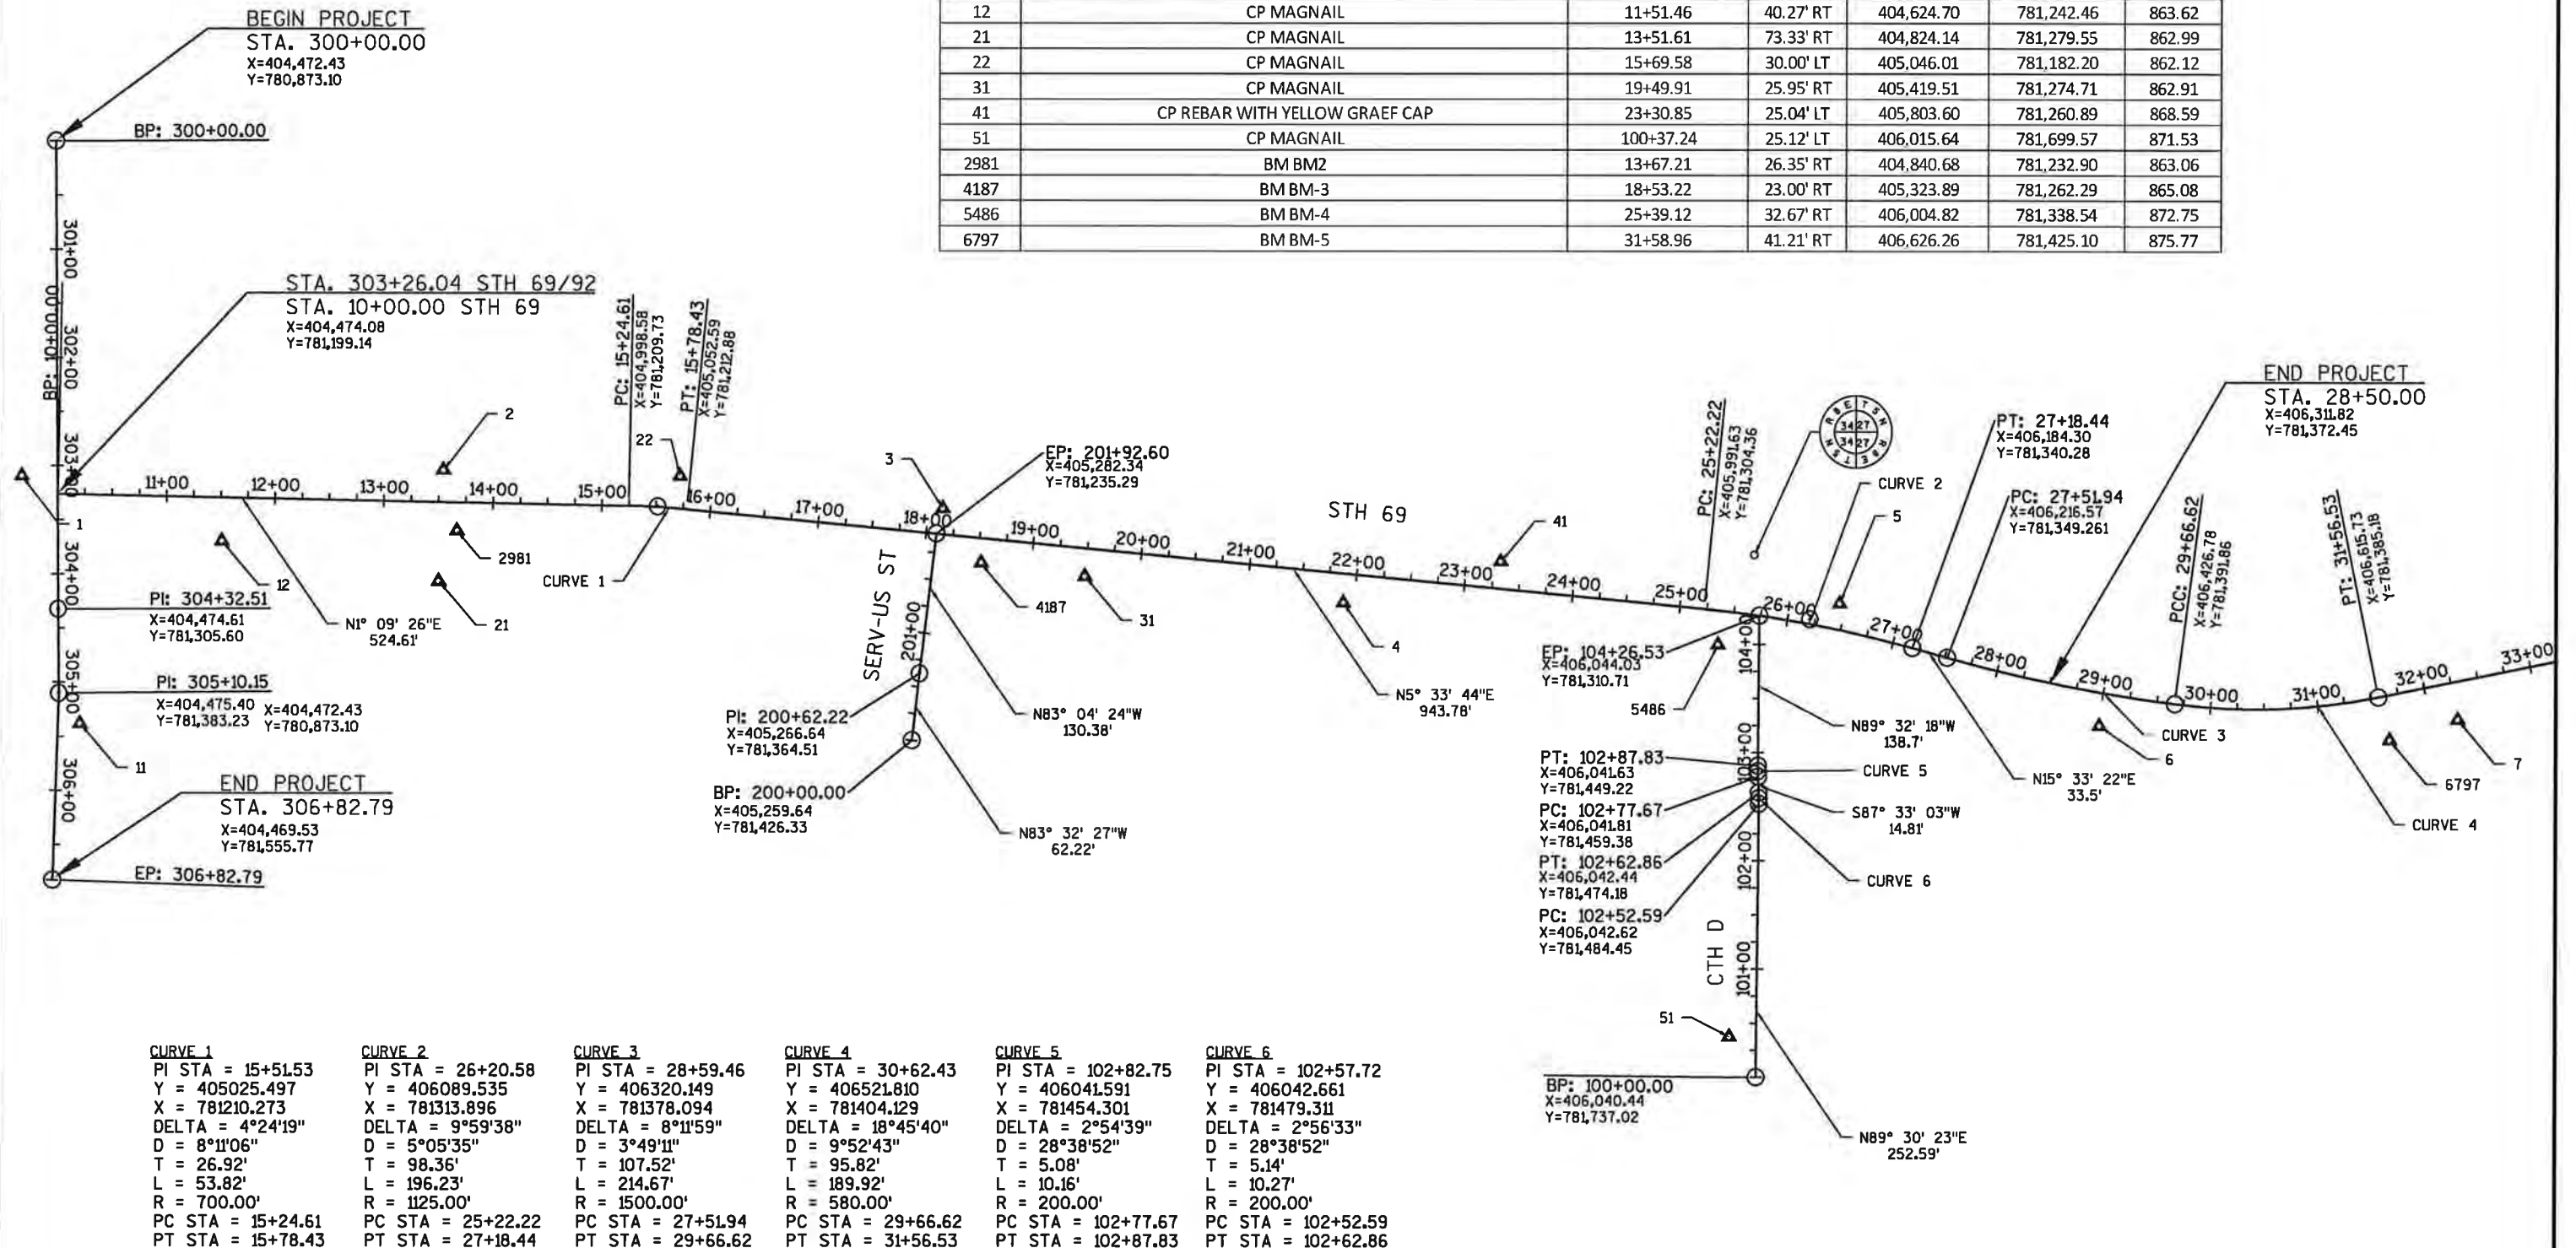 BEGIN PROJECT
STA. 300+00.00
X=404,472.43
Y=780,873.10
BP: 300+00.00
12 CP MAGNAIL 11+51.46 40.27' RT 404,624.70 781,242.46 863.62
21 CP MAGNAIL 13+51.61 73.33' RT 404,824.14 781,279.55 862.99
22 CP MAGNAIL 15+69.58 30.00' LT 405,046.01 781,182.20 862.12
31 CP MAGNAIL 19+49.91 25.95' RT 405,419.51 781,274.71 862.91
41 CP REBAR WITH YELLOW GRAEF CAP 23+30.85 25.04' LT 405,803.60 781,260.89 868.59
51 CP MAGNAIL 100+37.24 25.12' LT 406,015.64 781,699.57 871.53
2981 BM BM2 13+67.21 26.35' RT 404,840.68 781,232.90 863.06
4187 BM BM-3 18+53.22 23.00' RT 405,323.89 781,262.29 865.08
5486 BM BM-4 25+39.12 32.67' RT 406,004.82 781,338.54 872.75
6797 BM BM-5 31+58.96 41.21' RT 406,626.26 781,425.10 875.77
301+00
302+00
303+00
304+00
305+00
306+00
BP: 10+00.00
STA. 303+26.04 STH 69/92
STA. 10+00.00 STH 69
X=404,474.08
Y=781,199.14
PC: 15+24.61
X=404,998.58
Y=781,209.73
PT: 15+78.43
X=405,052.59
Y=781,212.88
2
22
3
1
11+00
12+00
13+00
14+00
15+00
16+00
17+00
18+00
19+00
20+00
21+00
22+00
23+00
24+00
25+00
26+00
27+00
28+00
29+00
30+00
31+00
32+00
33+00
EP: 201+92.60
X=405,282.34
Y=781,235.29
STH 69
41
PC: 25+22.22
X=405,991.63
Y=781,304.36
34 27
34 27
CURVE 2
5
PT: 27+18.44
X=406,184.30
Y=781,340.28
PC: 27+51.94
X=406,216.57
Y=781,349.261
END PROJECT
STA. 28+50.00
X=406,311.82
Y=781,372.45
PCC: 29+66.62
X=406,426.78
Y=781,391.86
PT: 31+56.53
X=406,615.73
Y=781,385.18
12
2981
21
CURVE 1
N1° 09' 26"E
524.61'
PI: 304+32.51
X=404,474.61
Y=781,305.60
PI: 305+10.15
X=404,475.40
Y=781,383.23
X=404,472.43
Y=780,873.10
11
END PROJECT
STA. 306+82.79
X=404,469.53
Y=781,555.77
EP: 306+82.79
SERV-US ST
201+00
4187
31
4
N5° 33' 44"E
943.78'
PI: 200+62.22
X=405,266.64
Y=781,364.51
N83° 04' 24"W
130.38'
BP: 200+00.00
X=405,259.64
Y=781,426.33
N83° 32' 27"W
62.22'
EP: 104+26.53
X=406,044.03
Y=781,310.71
5486
104+00
103+00
102+00
101+00
N89° 32' 18"W
138.7'
N15° 33' 22"E
33.5'
CURVE 3
6
6797
7
CURVE 4
PT: 102+87.83
X=406,041.63
Y=781,449.22
CURVE 5
PC: 102+77.67
X=406,041.81
Y=781,459.38
S87° 33' 03"W
14.81'
PT: 102+62.86
X=406,042.44
Y=781,474.18
CURVE 6
PC: 102+52.59
X=406,042.62
Y=781,484.45
CTH D
51
BP: 100+00.00
X=406,040.44
Y=781,737.02
N89° 30' 23"E
252.59'
CURVE 1
PI STA = 15+51.53
Y = 405025.497
X = 781210.273
DELTA = 4°24'19"
D = 8°11'06"
T = 26.92'
L = 53.82'
R = 700.00'
PC STA = 15+24.61
PT STA = 15+78.43
CURVE 2
PI STA = 26+20.58
Y = 406089.535
X = 781313.896
DELTA = 9°59'38"
D = 5°05'35"
T = 98.36'
L = 196.23'
R = 1125.00'
PC STA = 25+22.22
PT STA = 27+18.44
CURVE 3
PI STA = 28+59.46
Y = 406320.149
X = 781378.094
DELTA = 8°11'59"
D = 3°49'11"
T = 107.52'
L = 214.67'
R = 1500.00'
PC STA = 27+51.94
PT STA = 29+66.62
CURVE 4
PI STA = 30+62.43
Y = 406521.810
X = 781404.129
DELTA = 18°45'40"
D = 9°52'43"
T = 95.82'
L = 189.92'
R = 580.00'
PC STA = 29+66.62
PT STA = 31+56.53
CURVE 5
PI STA = 102+82.75
Y = 406041.591
X = 781454.301
DELTA = 2°54'39"
D = 28°38'52"
T = 5.08'
L = 10.16'
R = 200.00'
PC STA = 102+77.67
PT STA = 102+87.83
CURVE 6
PI STA = 102+57.72
Y = 406042.661
X = 781479.311
DELTA = 2°56'33"
D = 28°38'52"
T = 5.14'
L = 10.27'
R = 200.00'
PC STA = 102+52.59
PT STA = 102+62.86